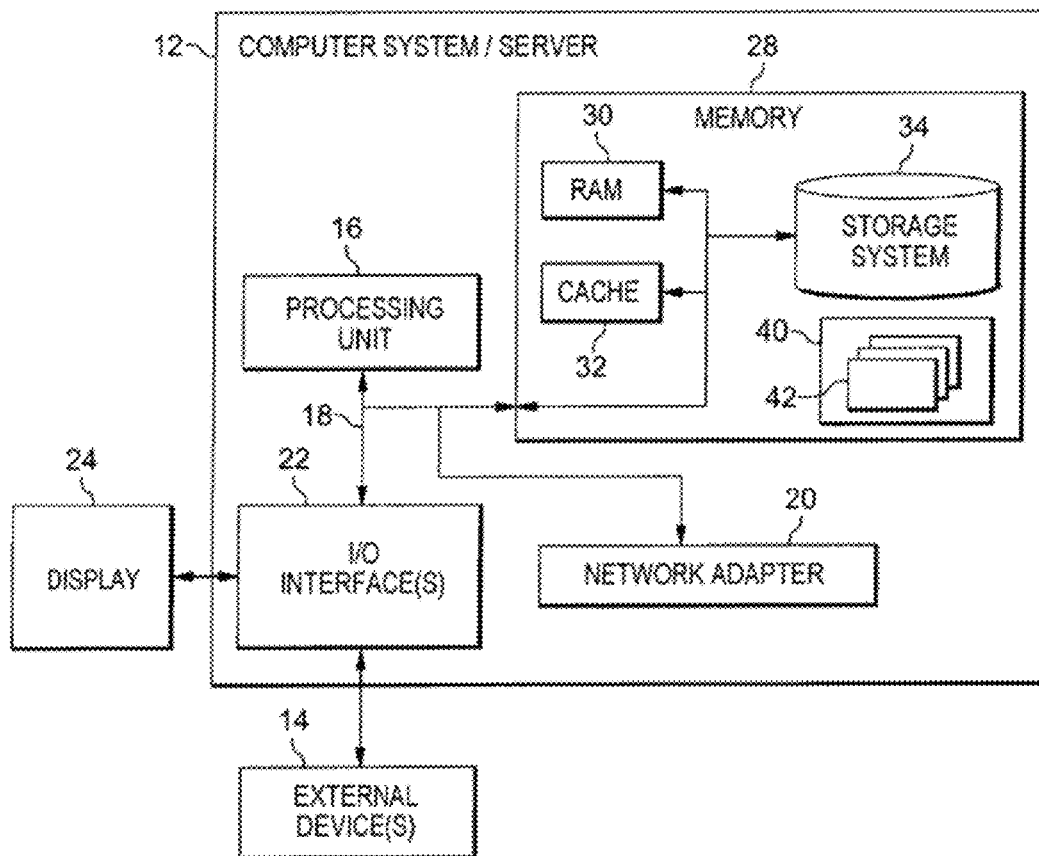 12
COMPUTER SYSTEM / SERVER
28
MEMORY
30
RAM
34
STORAGE
SYSTEM
16
PROCESSING
UNIT
CACHE
32
40
42
18
24
22
DISPLAY
I/O
INTERFACE(S)
20
NETWORK ADAPTER
14
EXTERNAL
DEVICE(S)